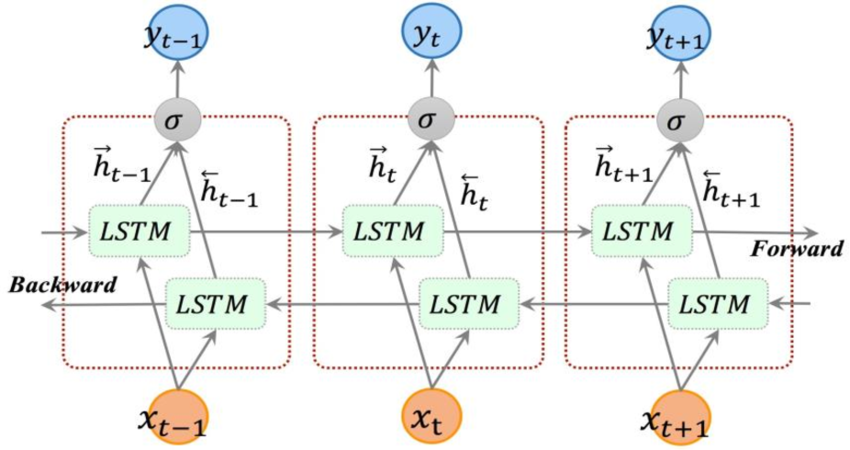 y_{t−1} y_t y_{t+1}
σ σ σ
→h_{t−1} ←h_{t−1} →h_t ←h_t →h_{t+1} ←h_{t+1}
LSTM LSTM LSTM
Forward
Backward
LSTM LSTM LSTM
x_{t−1} x_t x_{t+1}